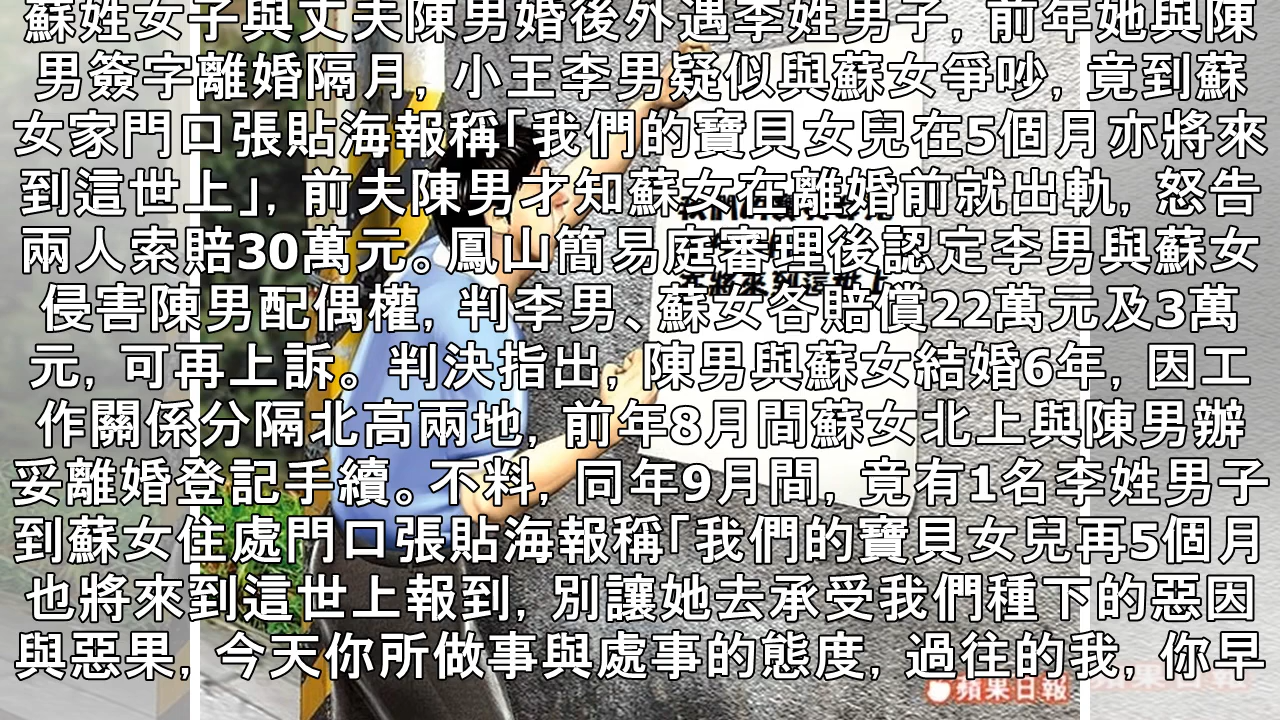 蘇姓女子與丈夫陳男婚後外遇李姓男子, 前年她與陳
男簽字離婚隔月, 小王李男疑似與蘇女爭吵, 竟到蘇
女家門口張貼海報稱「我們的寶貝女兒在5個月亦將來
到這世上」, 前夫陳男才知蘇女在離婚前就出軌, 怒告
兩人索賠30萬元。鳳山簡易庭審理後認定李男與蘇女
侵害陳男配偶權, 判李男、蘇女各賠償22萬元及3萬
元, 可再上訴。 判決指出, 陳男與蘇女結婚6年, 因工
作關係分隔北高兩地, 前年8月間蘇女北上與陳男辦
妥離婚登記手續。不料, 同年9月間, 竟有1名李姓男子
到蘇女住處門口張貼海報稱「我們的寶貝女兒再5個月
也將來到這世上報到, 別讓她去承受我們種下的惡因
與惡果, 今天你所做事與處事的態度, 過往的我, 你早
將來到這世上
蘋果日報